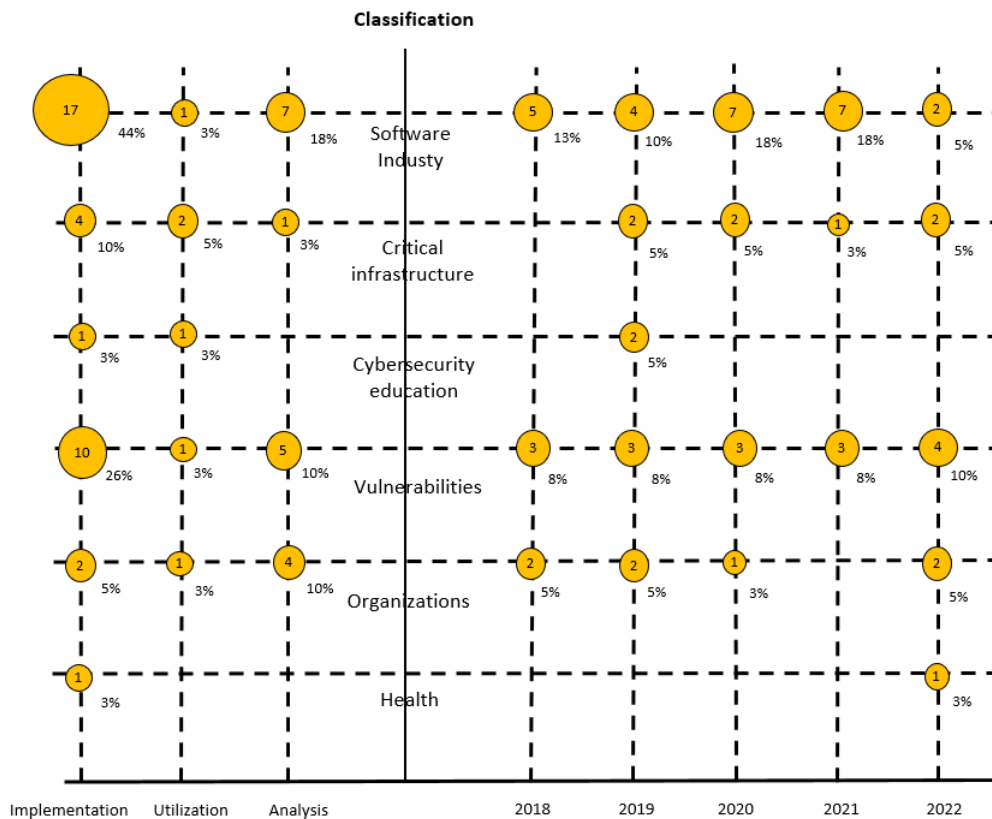 Classification
17 1 7 5 4 7 7 2
44% 3% 18% 13% 10% 18% 18% 5%
Software
Industy
4 2 1 2 2 1 2
10% 5% 3% 5% 5% 3% 5%
Critical
infrastructure
1 1 2
3% 3% 5%
Cybersecurity
education
10 1 5 3 3 3 3 4
26% 3% 10% 8% 8% 8% 8% 10%
Vulnerabilities
2 1 4 2 2 1 2
5% 3% 10% 5% 5% 3% 5%
Organizations
1 1
3% 3%
Health
Implementation Utilization Analysis 2018 2019 2020 2021 2022